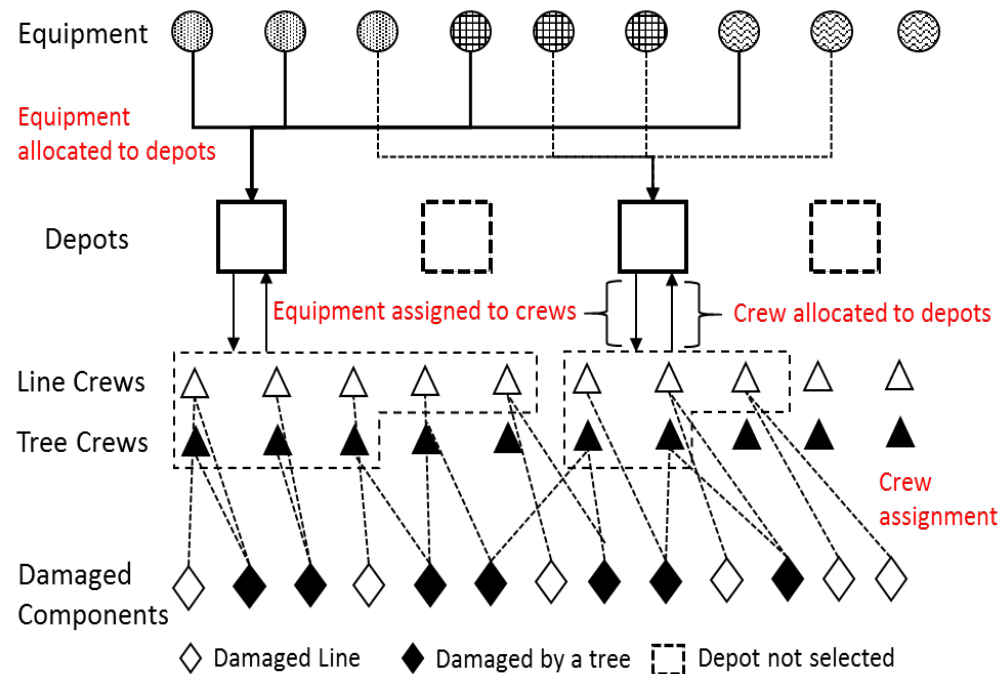 Equipment
Equipment
allocated to depots
Depots
Equipment assigned to crews
Crew allocated to depots
Line Crews
Tree Crews
Crew
assignment
Damaged
Components
Damaged Line
Damaged by a tree
Depot not selected